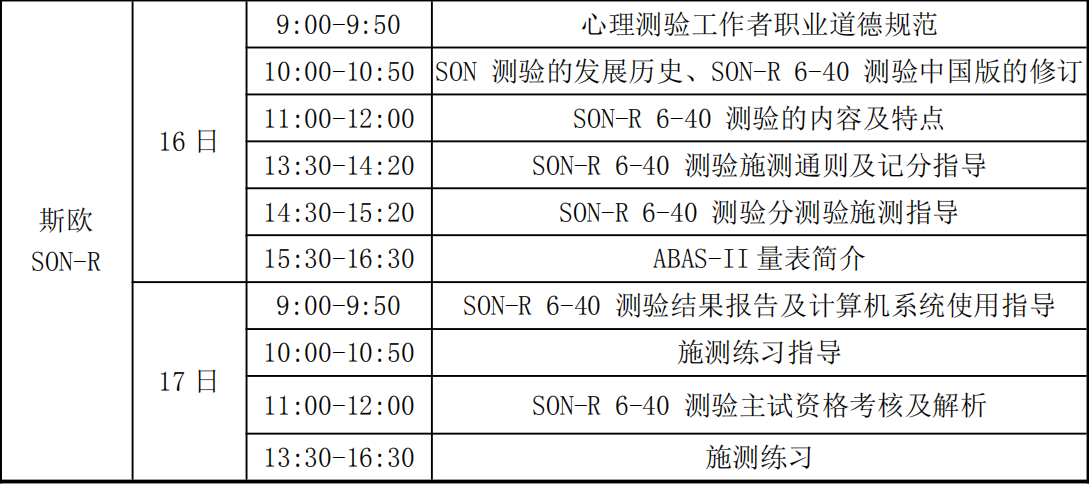 斯欧
SON-R
16 日
9:00-9:50 心理测验工作者职业道德规范
10:00-10:50 SON 测验的发展历史、SON-R 6-40 测验中国版的修订
11:00-12:00 SON-R 6-40 测验的内容及特点
13:30-14:20 SON-R 6-40 测验施测通则及记分指导
14:30-15:20 SON-R 6-40 测验分测验施测指导
15:30-16:30 ABAS-II 量表简介
17 日
9:00-9:50 SON-R 6-40 测验结果报告及计算机系统使用指导
10:00-10:50 施测练习指导
11:00-12:00 SON-R 6-40 测验主试资格考核及解析
13:30-16:30 施测练习